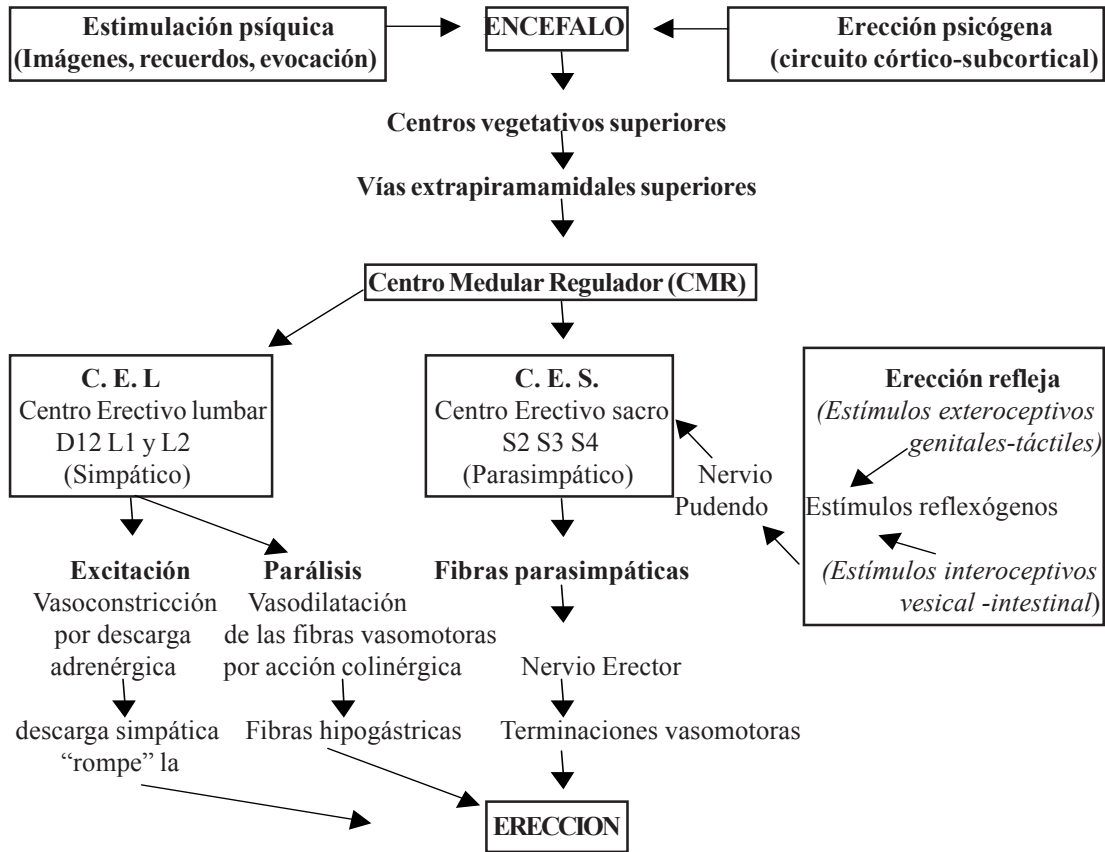 Estimulación psíquica
(Imágenes, recuerdos, evocación)
ENCEFALO
Erección psicógena
(circuito córtico-subcortical)
Centros vegetativos superiores
Vías extrapiramamidales superiores
Centro Medular Regulador (CMR)
C. E. L
Centro Erectivo lumbar
D12 L1 y L2
(Simpático)
C. E. S.
Centro Erectivo sacro
S2 S3 S4
(Parasimpático)
Erección refleja
(Estímulos exteroceptivos
genitales-táctiles)
Estímulos reflexógenos
(Estímulos interoceptivos
vesical -intestinal)
Nervio
Pudendo
Excitación
Vasoconstricción
por descarga
adrenérgica
Parálisis
Vasodilatación
de las fibras vasomotoras
por acción colinérgica
Fibras parasimpáticas
Nervio Erector
descarga simpática
“rompe” la
Fibras hipogástricas
Terminaciones vasomotoras
ERECCION